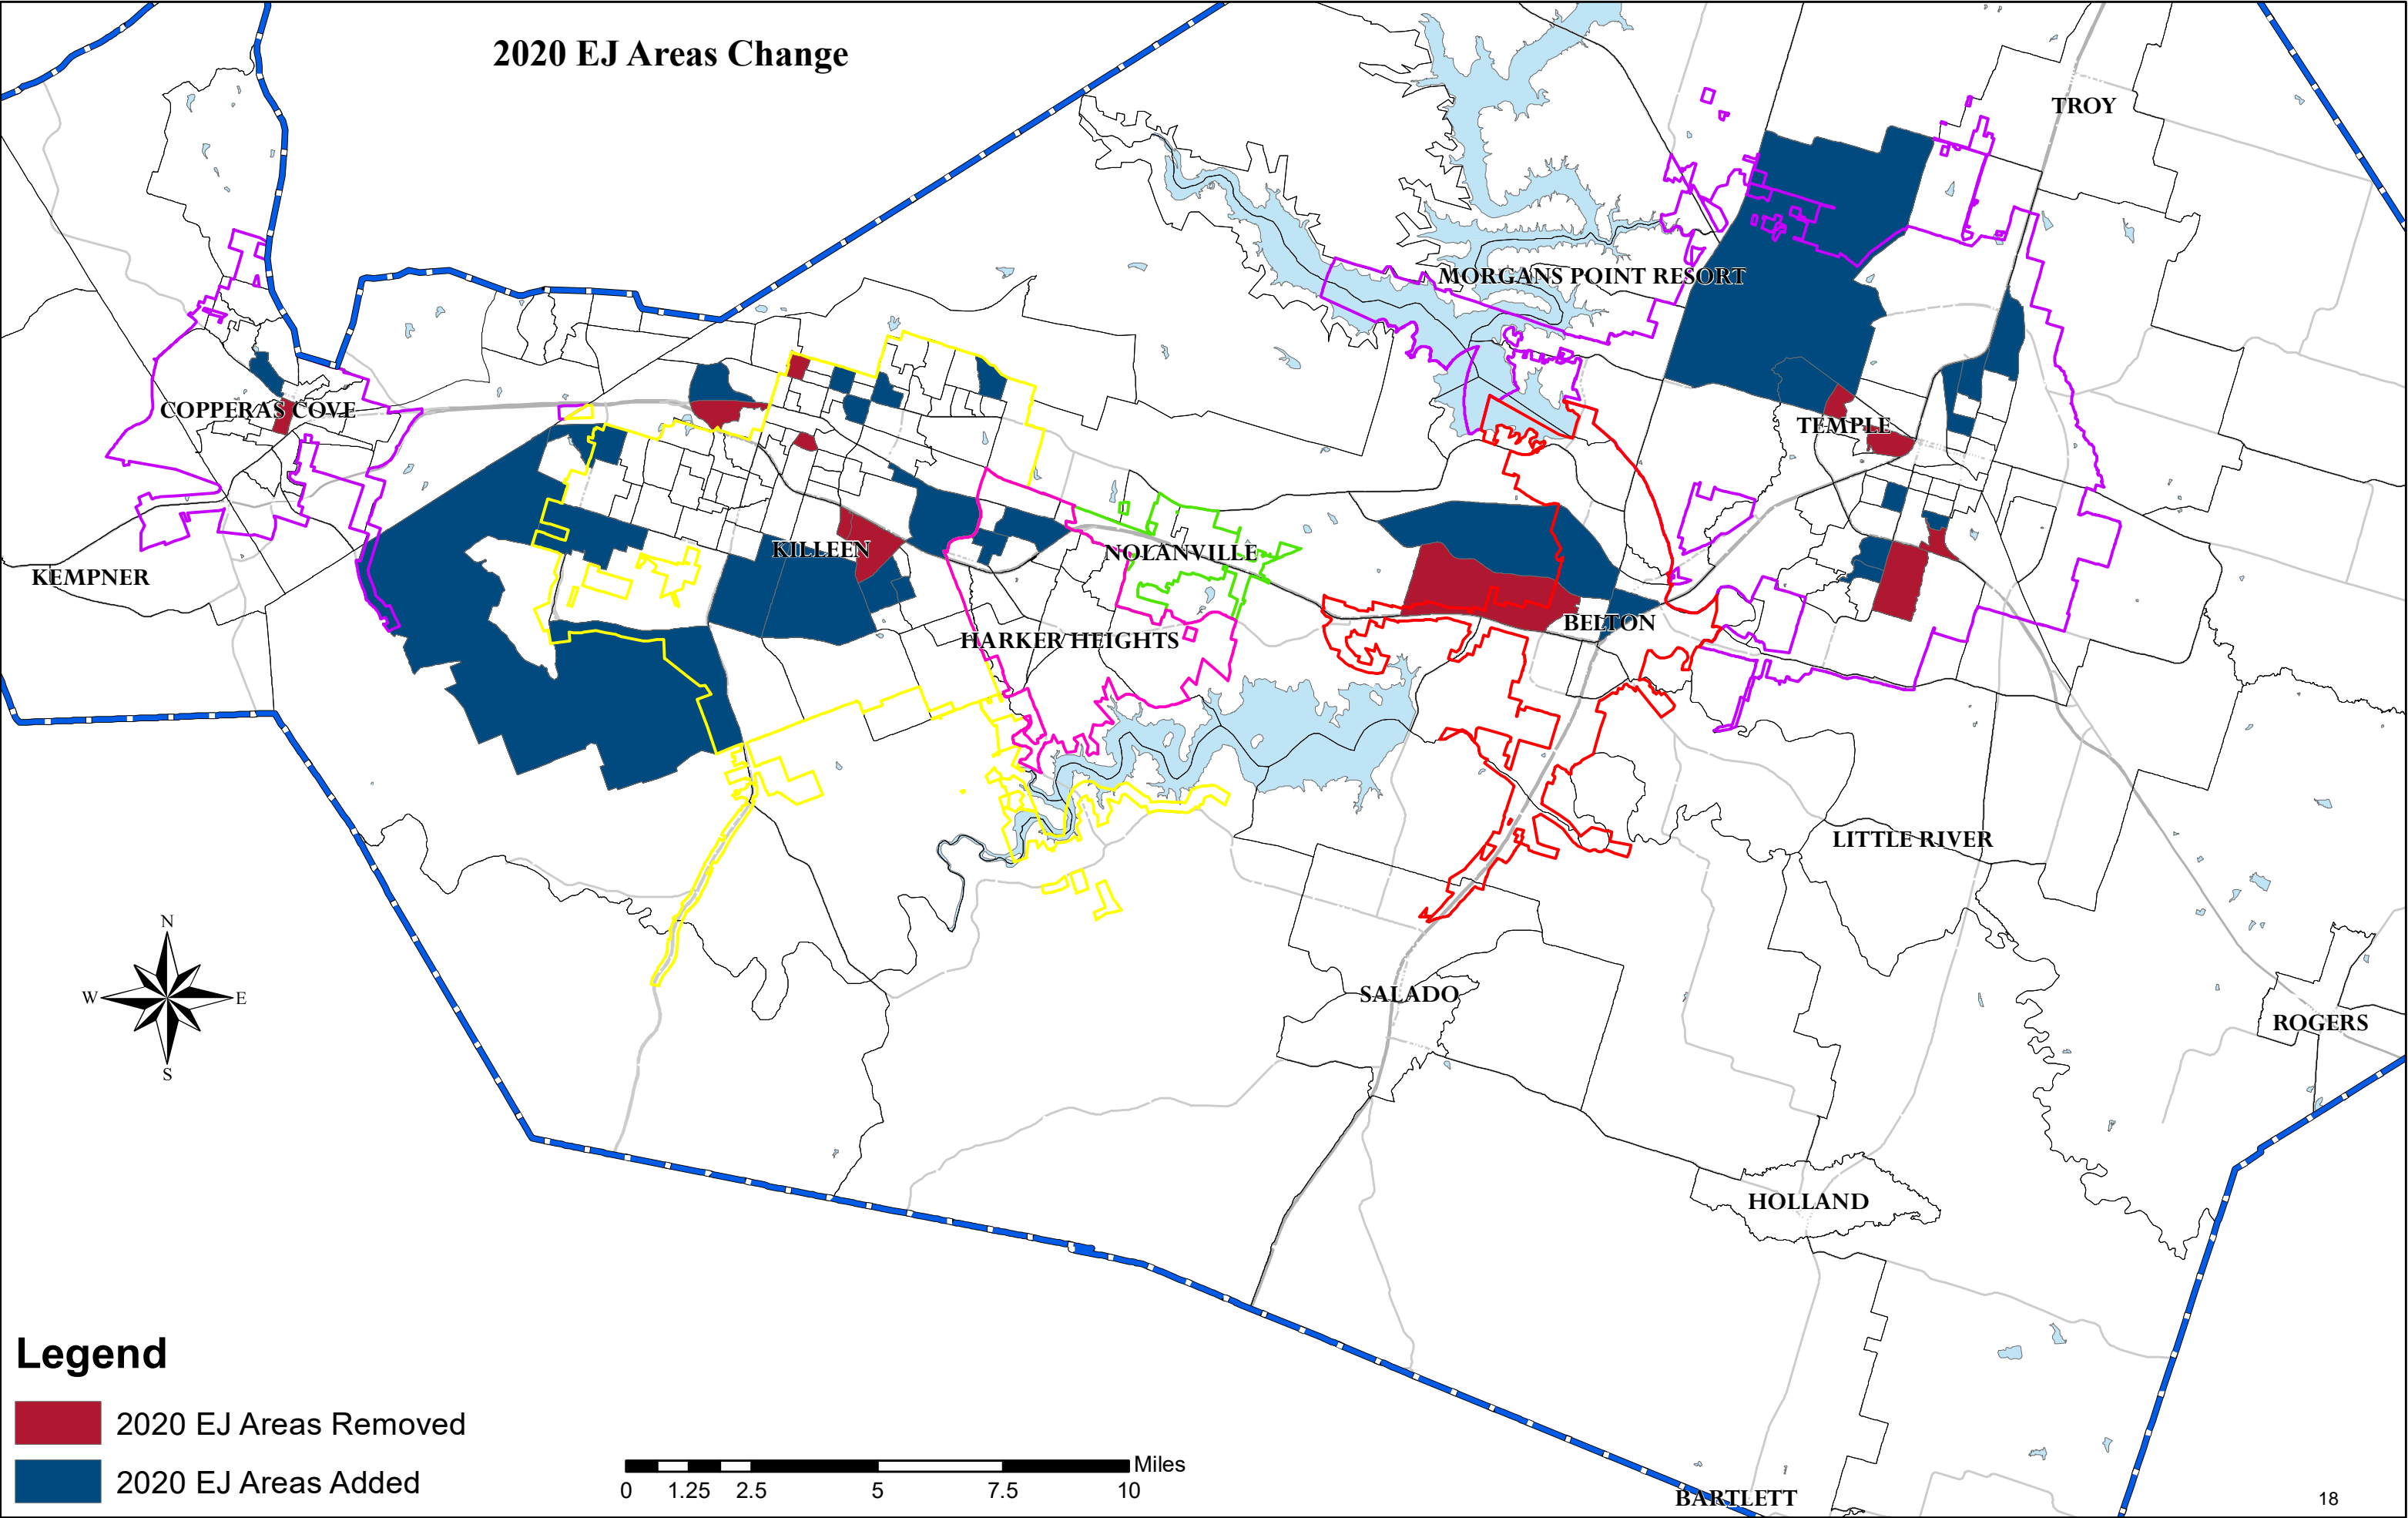 2020 EJ Areas Change
TROY
MORGANS POINT RESORT
COPPERAS COVE
TEMPLE
KILLEEN
NOLANVILLE
KEMPNER
BELTON
HARKER HEIGHTS
LITTLE RIVER
N
W E
S
SALADO
ROGERS
HOLLAND
Legend
2020 EJ Areas Removed
2020 EJ Areas Added
Miles
0 1.25 2.5 5 7.5 10
BARTLETT
18